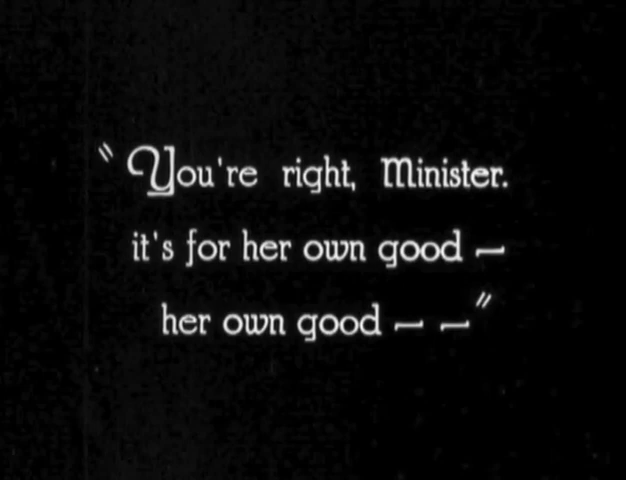 "You're right, Minister.
it's for her own good —
her own good — —"